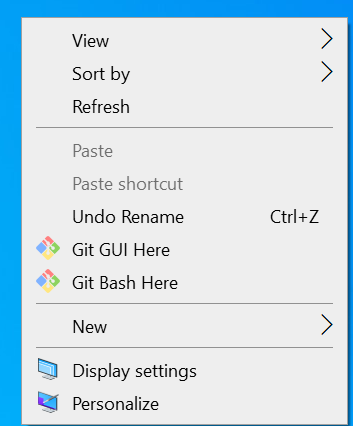 View
Sort by
Refresh
Paste
Paste shortcut
Undo Rename Ctrl+Z
Git GUI Here
Git Bash Here
New
Display settings
Personalize